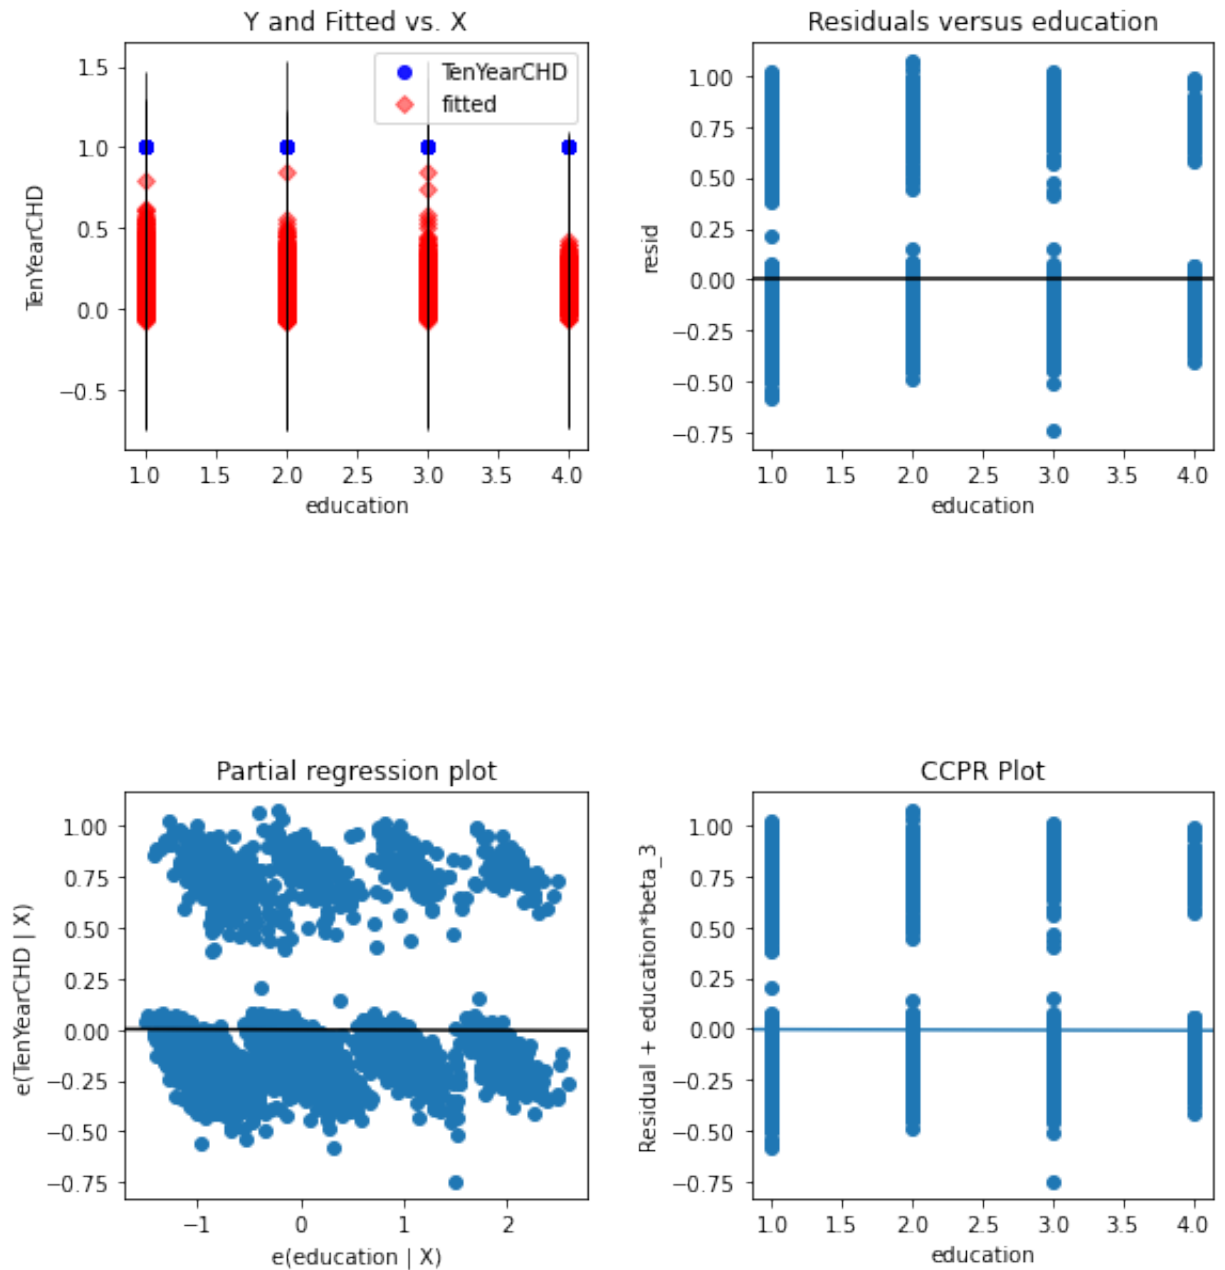 Y and Fitted vs. X
TenYearCHD
fitted
1.5
1.0
0.5
0.0
−0.5
TenYearCHD
1.0 1.5 2.0 2.5 3.0 3.5 4.0
education
Residuals versus education
1.00
0.75
0.50
0.25
0.00
−0.25
−0.50
−0.75
resid
1.0 1.5 2.0 2.5 3.0 3.5 4.0
education
Partial regression plot
1.00
0.75
0.50
0.25
0.00
−0.25
−0.50
−0.75
e(TenYearCHD | X)
−1 0 1 2
e(education | X)
CCPR Plot
1.00
0.75
0.50
0.25
0.00
−0.25
−0.50
−0.75
Residual + education*beta_3
1.0 1.5 2.0 2.5 3.0 3.5 4.0
education